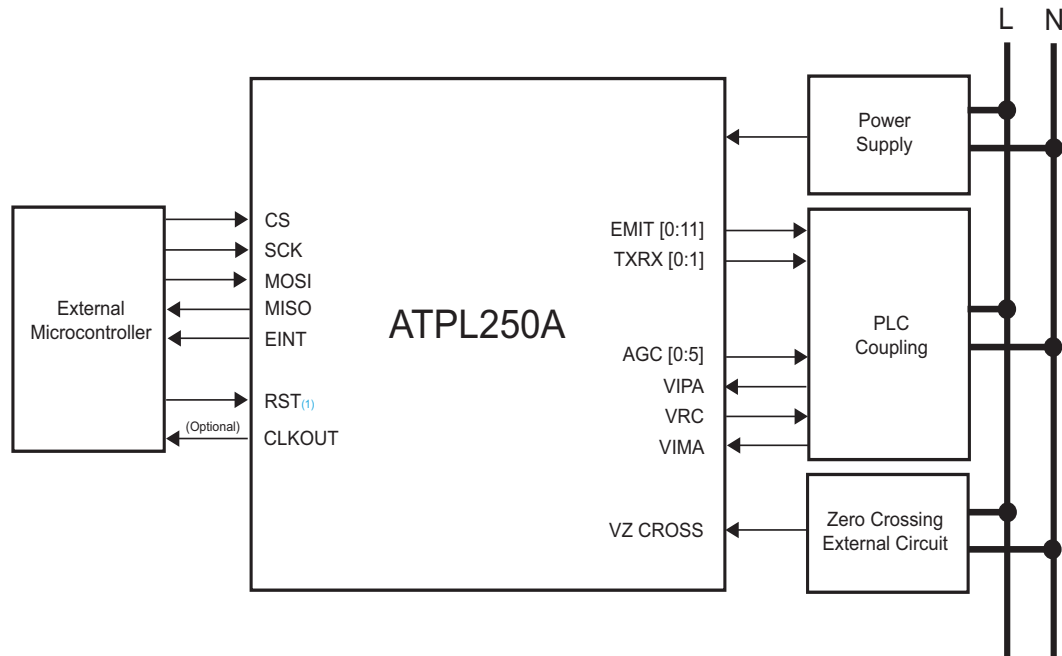 L N
Power
Supply
CS
SCK
MOSI
MISO
EINT
RST(1)
(Optional)
CLKOUT
External
Microcontroller
ATPL250A
EMIT [0:11]
TXRX [0:1]
AGC [0:5]
VIPA
VRC
VIMA
VZ CROSS
PLC
Coupling
Zero Crossing
External Circuit